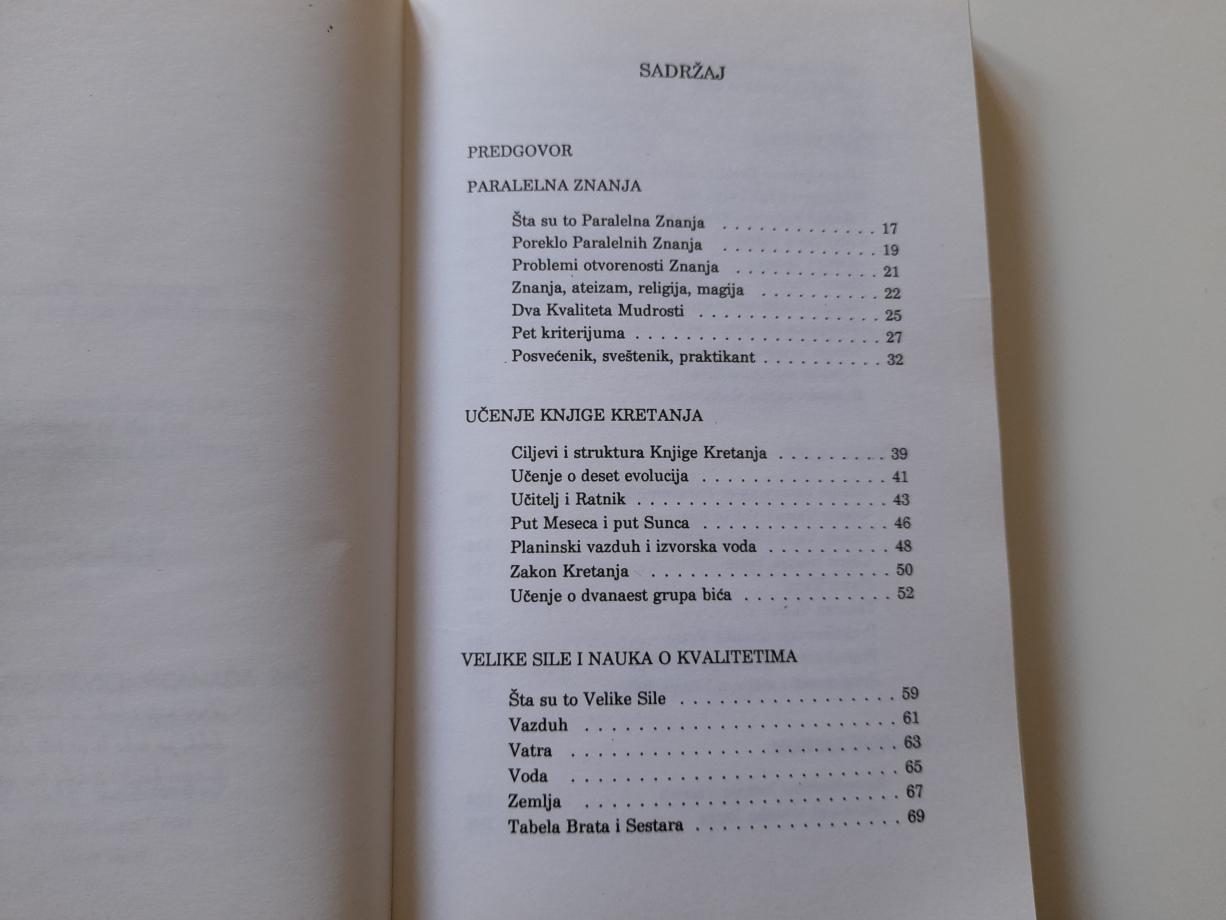 SADRŽAJ
PREDGOVOR
PARALELNA ZNANJA
Šta su to Paralelna Znanja . . . . . . . . . . . . . 17
Poreklo Paralelnih Znanja . . . . . . . . . . . . . 19
Problemi otvorenosti Znanja . . . . . . . . . . . . 21
Znanja, ateizam, religija, magija . . . . . . . . . . 22
Dva Kvaliteta Mudrosti . . . . . . . . . . . . . . 25
Pet kriterijuma . . . . . . . . . . . . . . . . . . . 27
Posvećenik, sveštenik, praktikant . . . . . . . . . . 32
UČENJE KNJIGE KRETANJA
Ciljevi i struktura Knjige Kretanja . . . . . . . . . 39
Učenje o deset evolucija . . . . . . . . . . . . . . . 41
Učitelj i Ratnik . . . . . . . . . . . . . . . . . . . 43
Put Meseca i put Sunca . . . . . . . . . . . . . . . 46
Planinski vazduh i izvorska voda . . . . . . . . . . 48
Zakon Kretanja . . . . . . . . . . . . . . . . . . . 50
Učenje o dvanaest grupa bića . . . . . . . . . . . . 52
VELIKE SILE I NAUKA O KVALITETIMA
Šta su to Velike Sile . . . . . . . . . . . . . . . . . 59
Vazduh . . . . . . . . . . . . . . . . . . . . . . . . 61
Vatra . . . . . . . . . . . . . . . . . . . . . . . . . 63
Voda . . . . . . . . . . . . . . . . . . . . . . . . . 65
Zemlja . . . . . . . . . . . . . . . . . . . . . . . . 67
Tabela Brata i Sestara . . . . . . . . . . . . . . . . 69